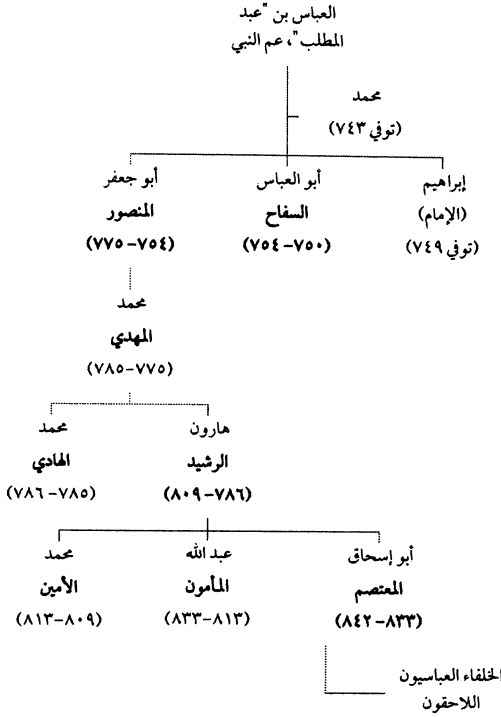 العباس بن "عبد
المطلب"، عم النبي
محمد
(توفي ٧٤٣)
إبراهيم
(الإمام)
(توفي ٧٤٩)
أبو العباس
السفاح
(٧٥٠-٧٥٤)
أبو جعفر
المنصور
(٧٥٤-٧٧٥)
محمد
المهدي
(٧٧٥-٧٨٥)
هارون
الرشيد
(٧٨٦-٨٠٩)
محمد
الهادي
(٧٨٥-٧٨٦)
أبو إسحاق
المعتصم
(٨٣٣-٨٤٢)
عبد الله
المأمون
(٨١٣-٨٣٣)
محمد
الأمين
(٨٠٩-٨١٣)
الخلفاء العباسيون
اللاحقون